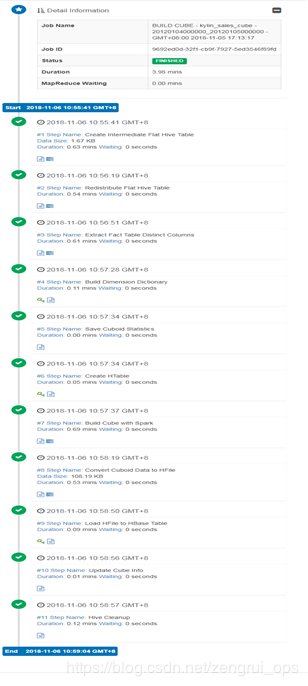 Detail Information
Job Name
BUILD CUBE - kylin_sales_cube -
20120104000000_20120105000000 -
GMT+08:00 2018-11-05 17:13:17
Job ID
Status
FINISHED
Duration
3.98 mins
MapReduce Waiting
0.00 mins
Start 2018-11-06 10:55:41 GMT+8
2018-11-06 10:55:41 GMT+8
#1 Step Name: Create Intermediate Flat Hive Table
Data Size: 1.67 KB
Duration: 0.63 mins Waiting: 0 seconds
2018-11-06 10:56:19 GMT+8
#2 Step Name: Redistribute Flat Hive Table
Duration: 0.54 mins Waiting: 0 seconds
2018-11-06 10:56:51 GMT+8
#3 Step Name: Extract Fact Table Distinct Columns
Duration: 0.61 mins Waiting: 0 seconds
2018-11-06 10:57:28 GMT+8
#4 Step Name: Build Dimension Dictionary
Duration: 0.11 mins Waiting: 0 seconds
2018-11-06 10:57:34 GMT+8
#5 Step Name: Save Cuboid Statistics
Duration: 0.00 mins Waiting: 0 seconds
2018-11-06 10:57:34 GMT+8
#6 Step Name: Create HTable
Duration: 0.05 mins Waiting: 0 seconds
2018-11-06 10:57:37 GMT+8
#7 Step Name: Build Cube with Spark
Duration: 0.69 mins Waiting: 0 seconds
2018-11-06 10:58:19 GMT+8
#8 Step Name: Convert Cuboid Data to HFile
Data Size: 106.19 KB
Duration: 0.53 mins Waiting: 0 seconds
2018-11-06 10:58:50 GMT+8
#9 Step Name: Load HFile to HBase Table
Duration: 0.09 mins Waiting: 0 seconds
2018-11-06 10:58:56 GMT+8
#10 Step Name: Update Cube Info
Duration: 0.01 mins Waiting: 0 seconds
2018-11-06 10:58:57 GMT+8
#11 Step Name: Hive Cleanup
Duration: 0.12 mins Waiting: 0 seconds
End 2018-11-06 10:59:04 GMT+8
https://blog.csdn.net/zengrui_ops